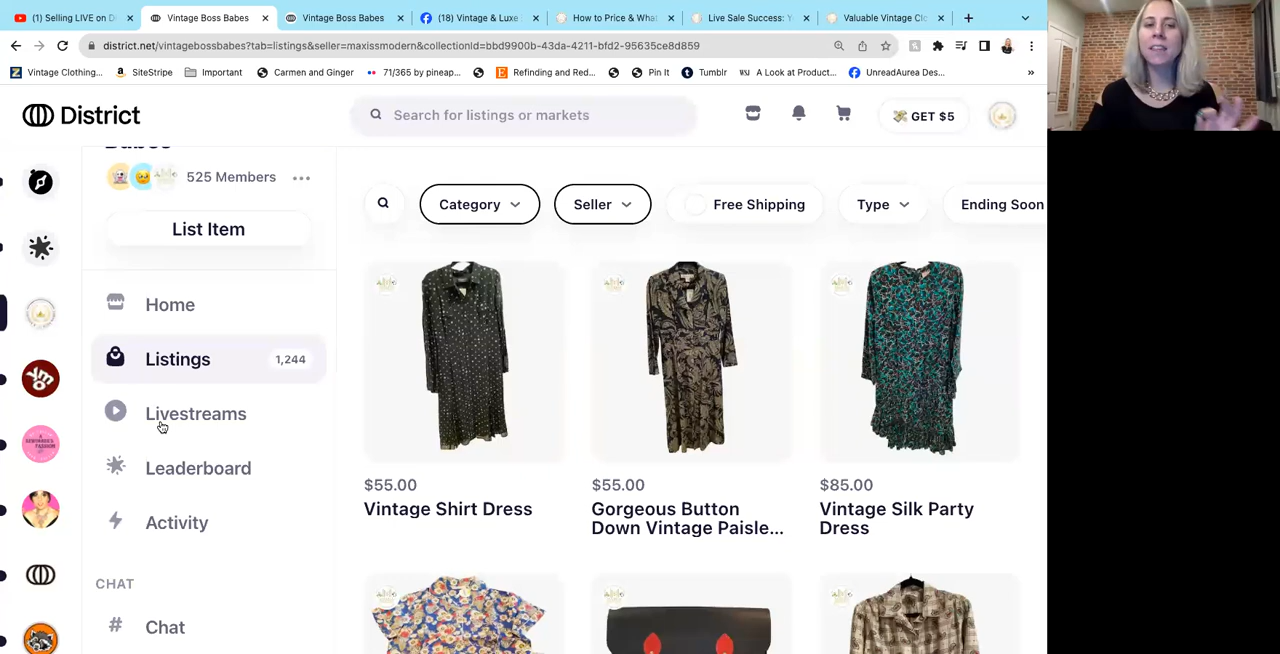 (1) Selling LIVE on D
Vintage Boss Babes
Vintage Boss Babes
(18) Vintage & Luxe
How to Price & Wha
Live Sale Success: Y
Valuable Vintage Clo
district.net/vintagebossbabes?tab=listings&seller=maxissmodern&collectionId=bbd9900b-43da-4211-bfd2-95635ce8d859
Vintage Clothing...
SiteStripe
Important
Carmen and Ginger
71/365 by pineap...
Refinding and Red...
Pin It
Tumblr
WSJ A Look at Product...
UnreadAurea Des...
»
District
Search for listings or markets
GET $5
525 Members
List Item
Category
Seller
Free Shipping
Type
Ending Soon
Home
Listings
1,244
Livestreams
Leaderboard
Activity
CHAT
# Chat
$55.00
Vintage Shirt Dress
$55.00
Gorgeous Button
Down Vintage Paisle...
$85.00
Vintage Silk Party
Dress